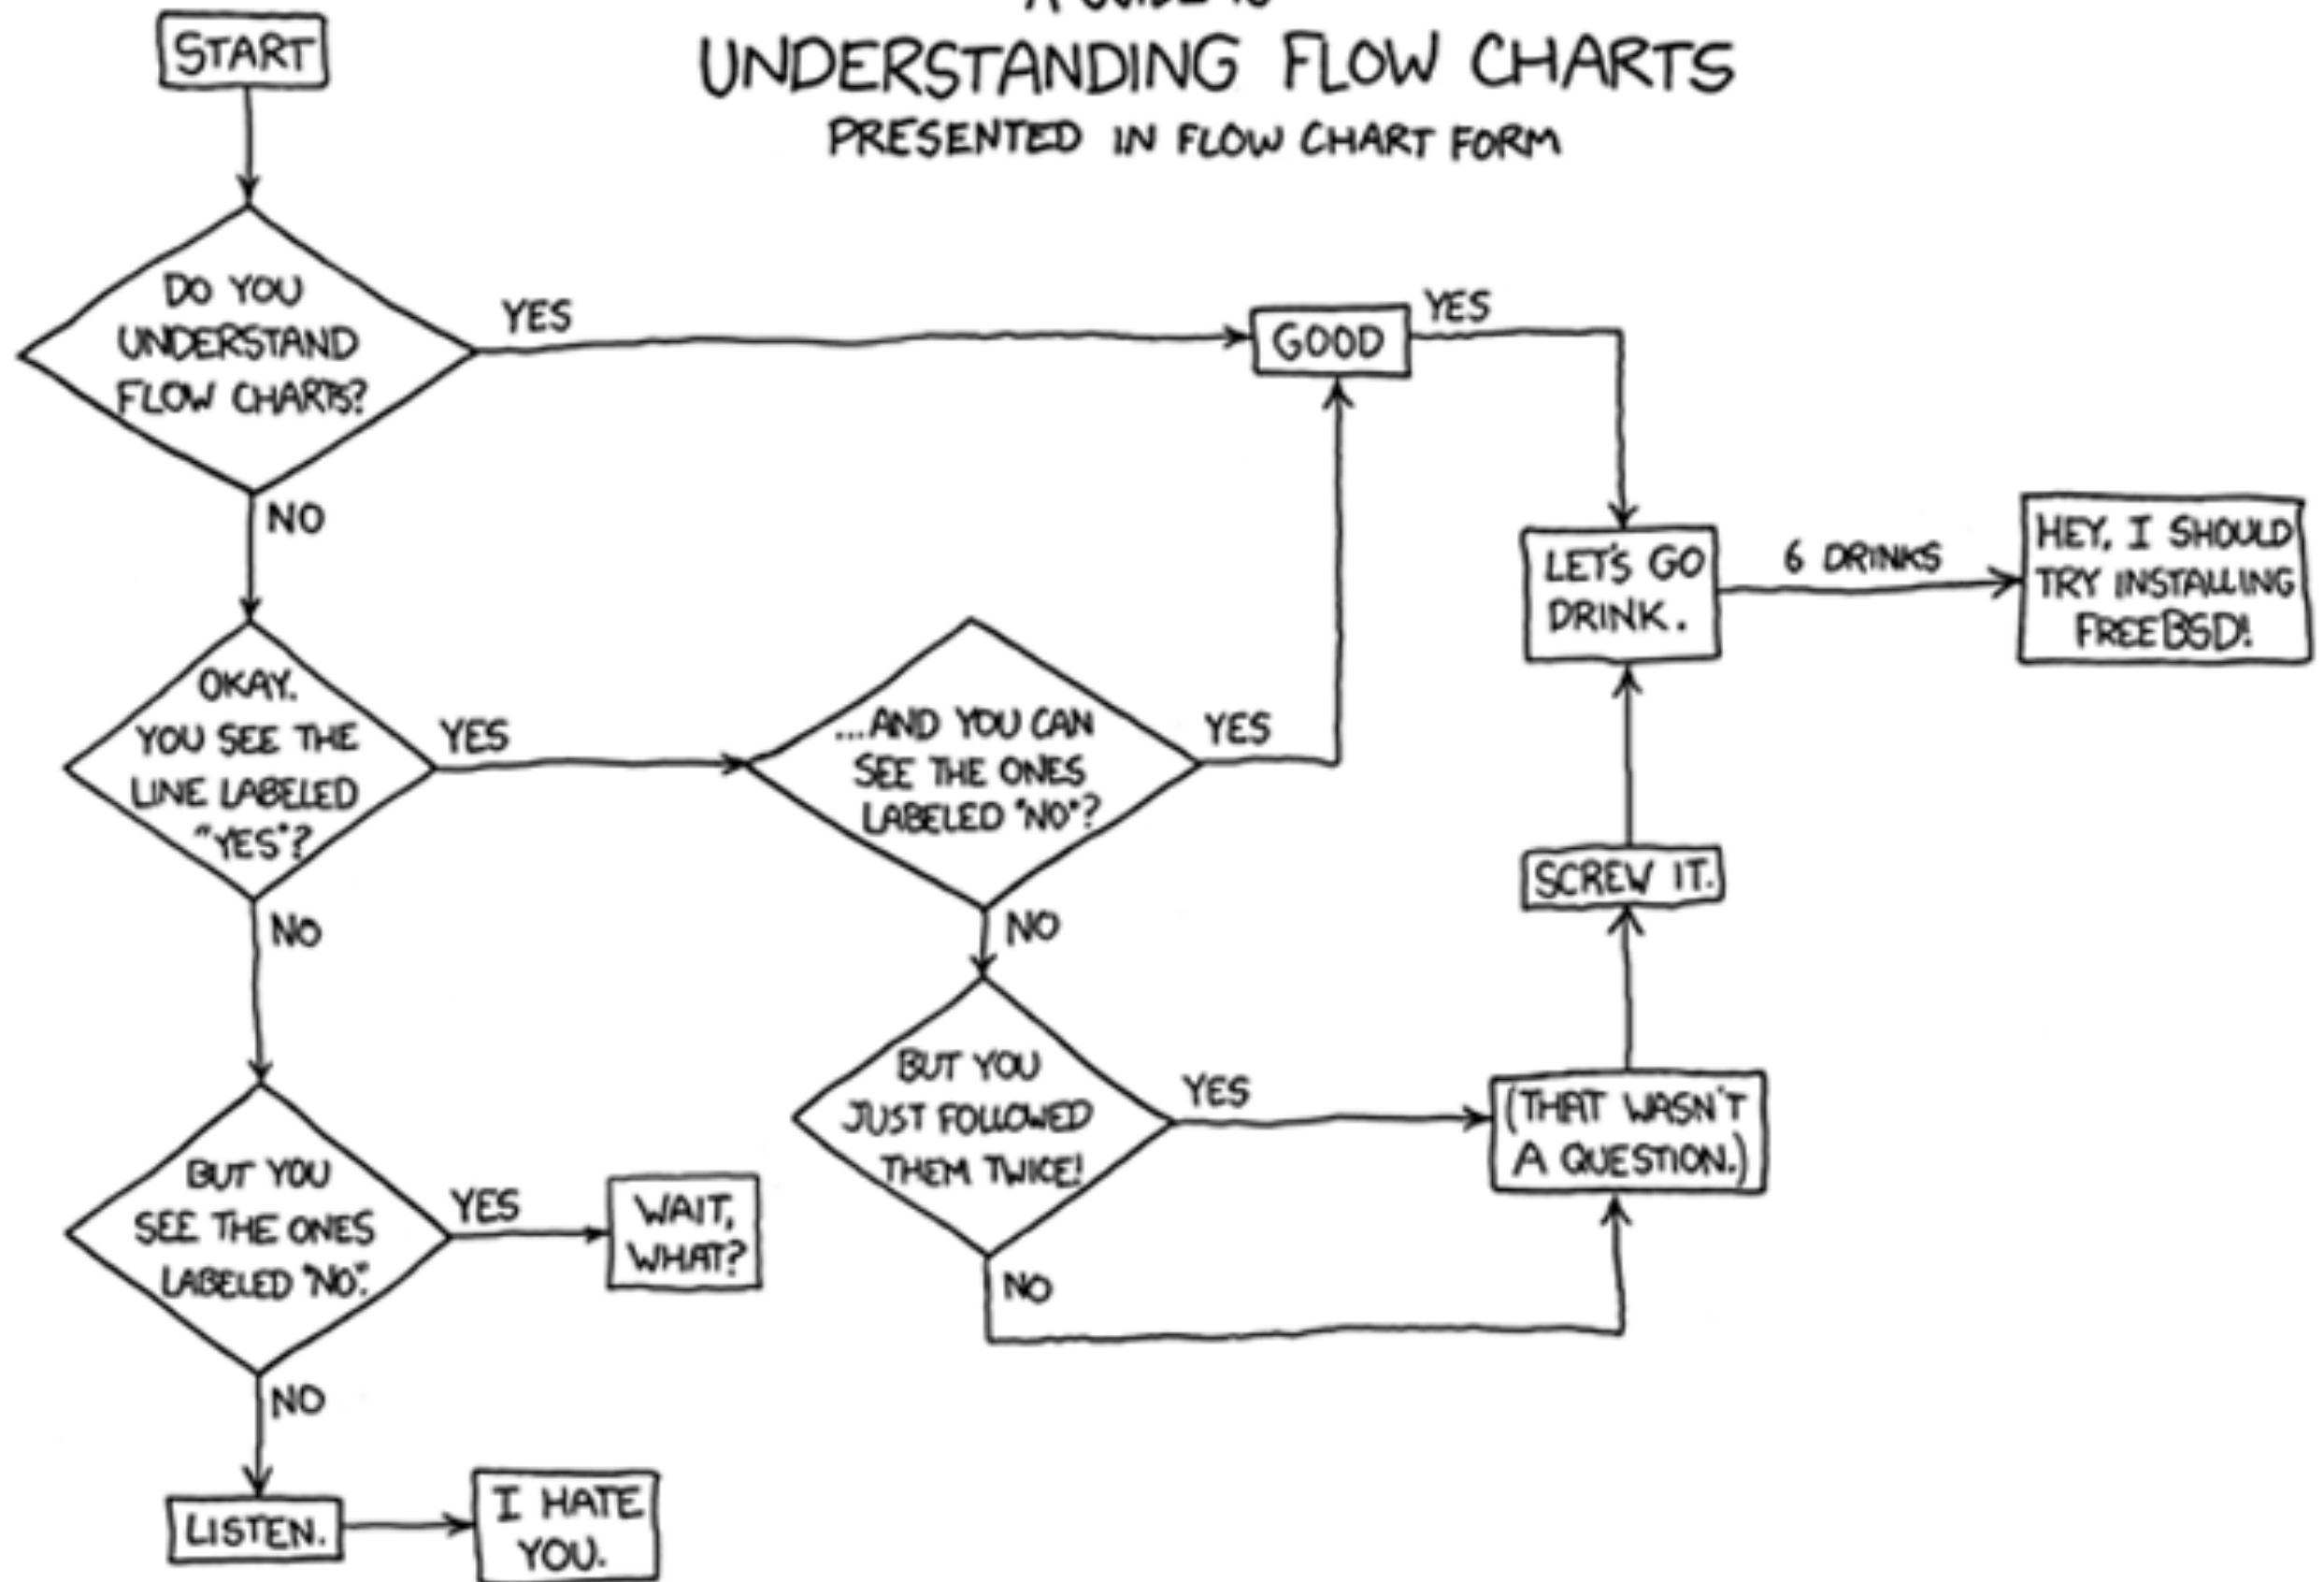 A GUIDE TO
UNDERSTANDING FLOW CHARTS
PRESENTED IN FLOW CHART FORM
START
DO YOU
UNDERSTAND
FLOW CHARTS?
YES
GOOD
YES
NO
LET'S GO
DRINK.
6 DRINKS
HEY, I SHOULD
TRY INSTALLING
FREEBSD!
OKAY.
YOU SEE THE
LINE LABELED
"YES"?
YES
...AND YOU CAN
SEE THE ONES
LABELED "NO"?
YES
NO
NO
BUT YOU
JUST FOLLOWED
THEM TWICE!
YES
NO
(THAT WASN'T
A QUESTION.)
SCREW IT.
BUT YOU
SEE THE ONES
LABELED "NO".
YES
WAIT,
WHAT?
NO
LISTEN.
I HATE
YOU.